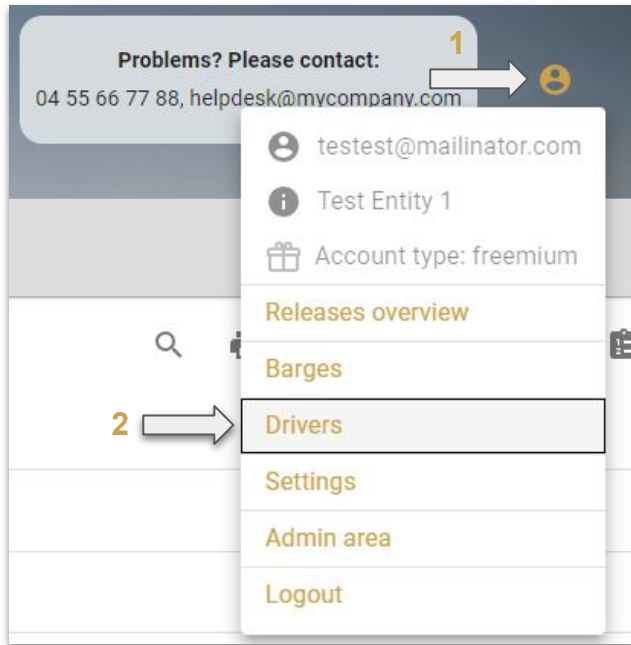 Problems? Please contact:
1
04 55 66 77 88, helpdesk@mycompany.com
testest@mailinator.com
Test Entity 1
Account type: freemium
Releases overview
Barges
2
Drivers
Settings
Admin area
Logout